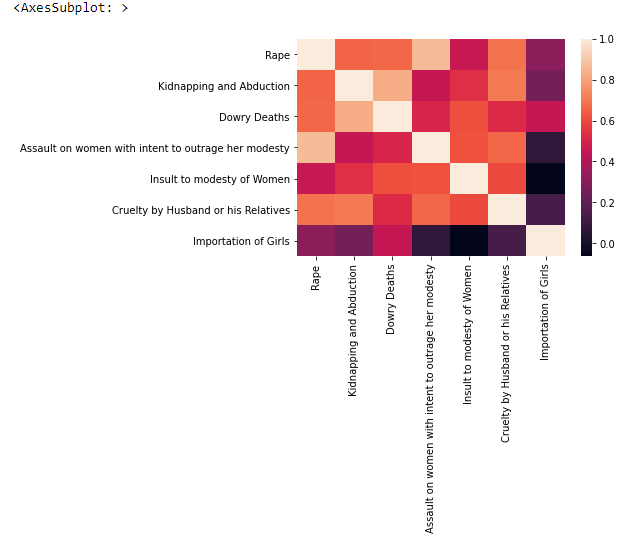 <AxesSubplot: >
1.0
Rape
Kidnapping and Abduction
0.8
Dowry Deaths
0.6
Assault on women with intent to outrage her modesty
0.4
Insult to modesty of Women
Cruelty by Husband or his Relatives
0.2
Importation of Girls
0.0
Rape
Kidnapping and Abduction
Dowry Deaths
Assault on women with intent to outrage her modesty
Insult to modesty of Women
Cruelty by Husband or his Relatives
Importation of Girls